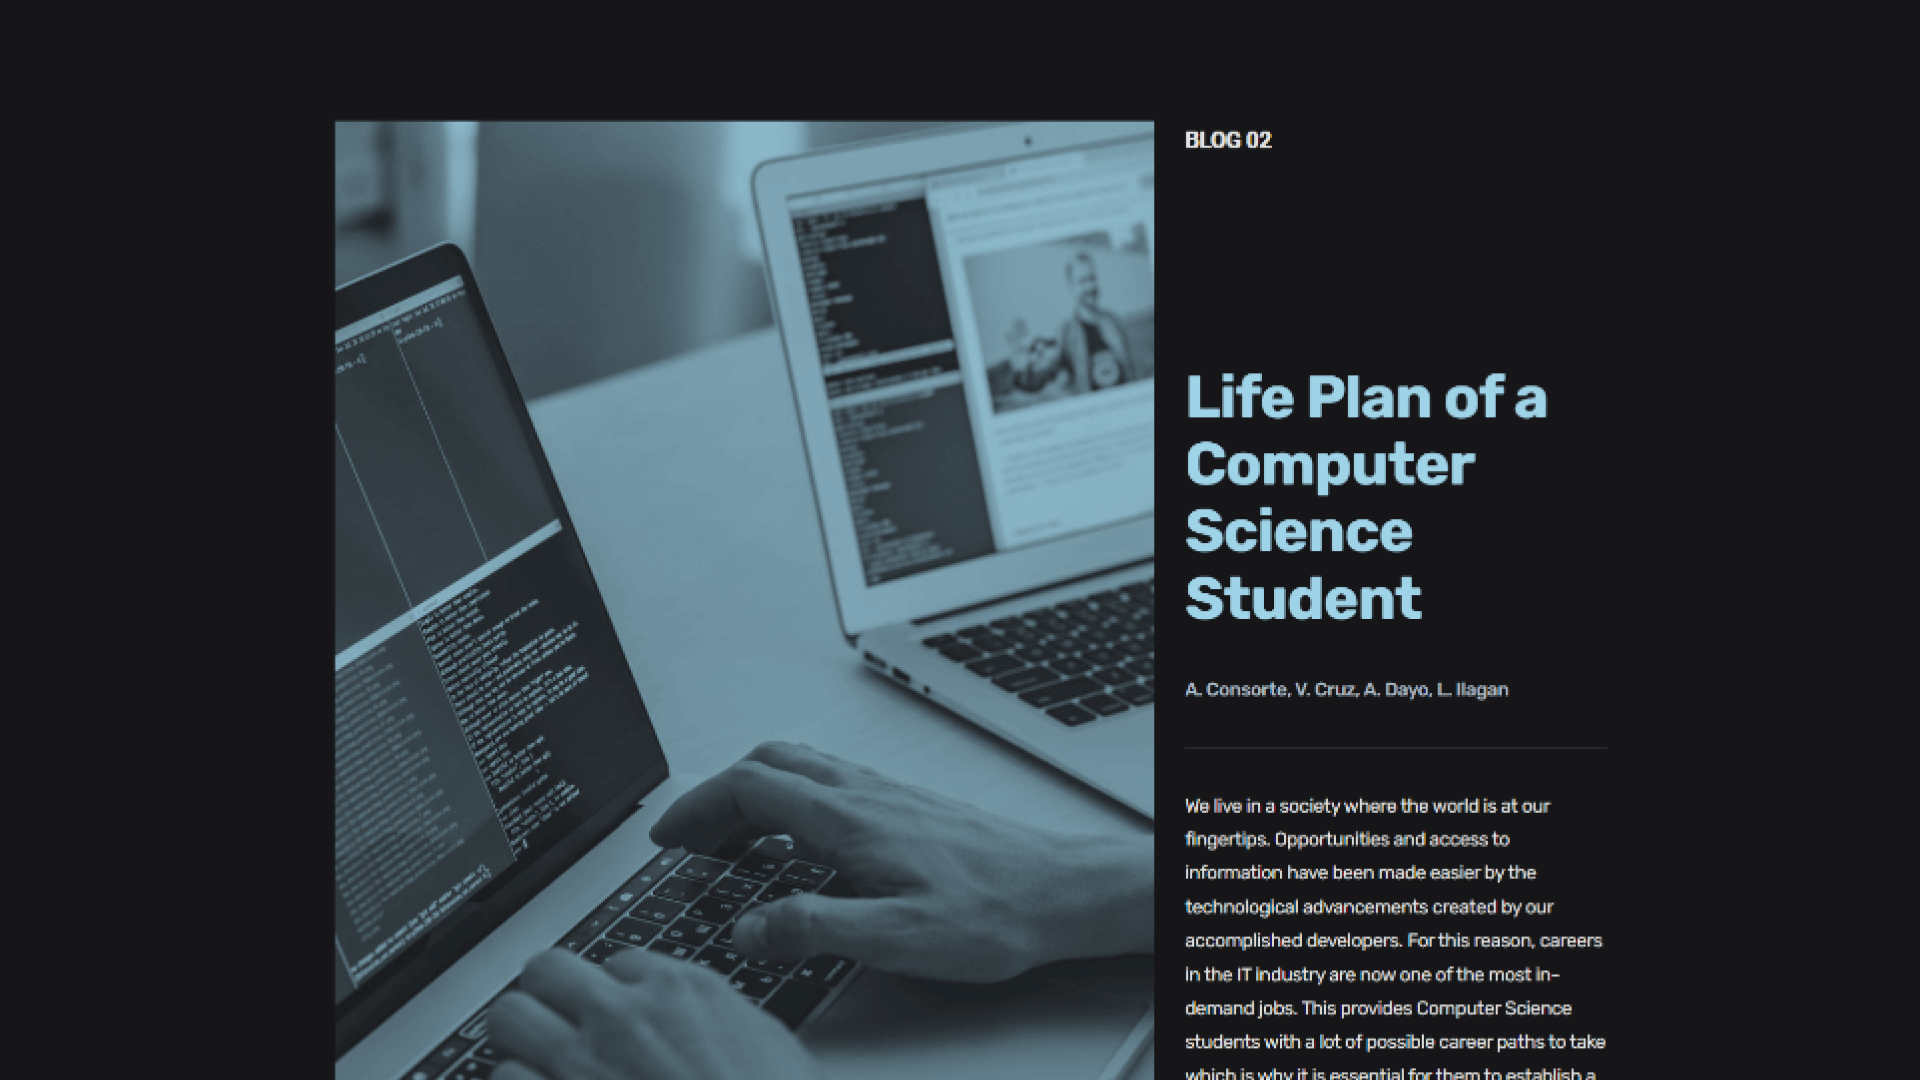 BLOG 02
Life Plan of a
Computer
Science
Student
A. Consorte, V. Cruz, A. Dayo, L. Ilagan
We live in a society where the world is at our
fingertips. Opportunities and access to
information have been made easier by the
technological advancements created by our
accomplished developers. For this reason, careers
in the IT industry are now one of the most in-
demand jobs. This provides Computer Science
students with a lot of possible career paths to take
which is why it is essential for them to establish a